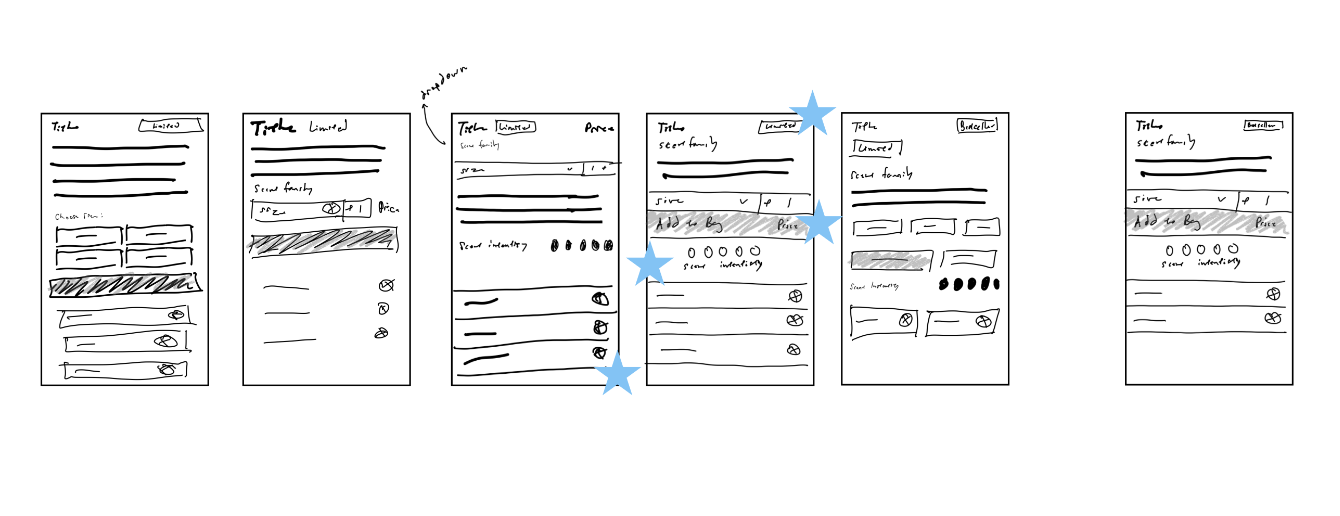 dropdown
Title Limited
Choose size:
Title Limited
Scent family
size 1 Price
Title Limited Price
Scent family
size 1 +
Scent intensity
Title Limited
Scent family
size + 1
Add to Bag Price
Scent intensity
Title Bestseller
Limited
Scent family
Scent intensity
Title Bestseller
Scent family
size + 1
Add to Bag Price
Scent intensity